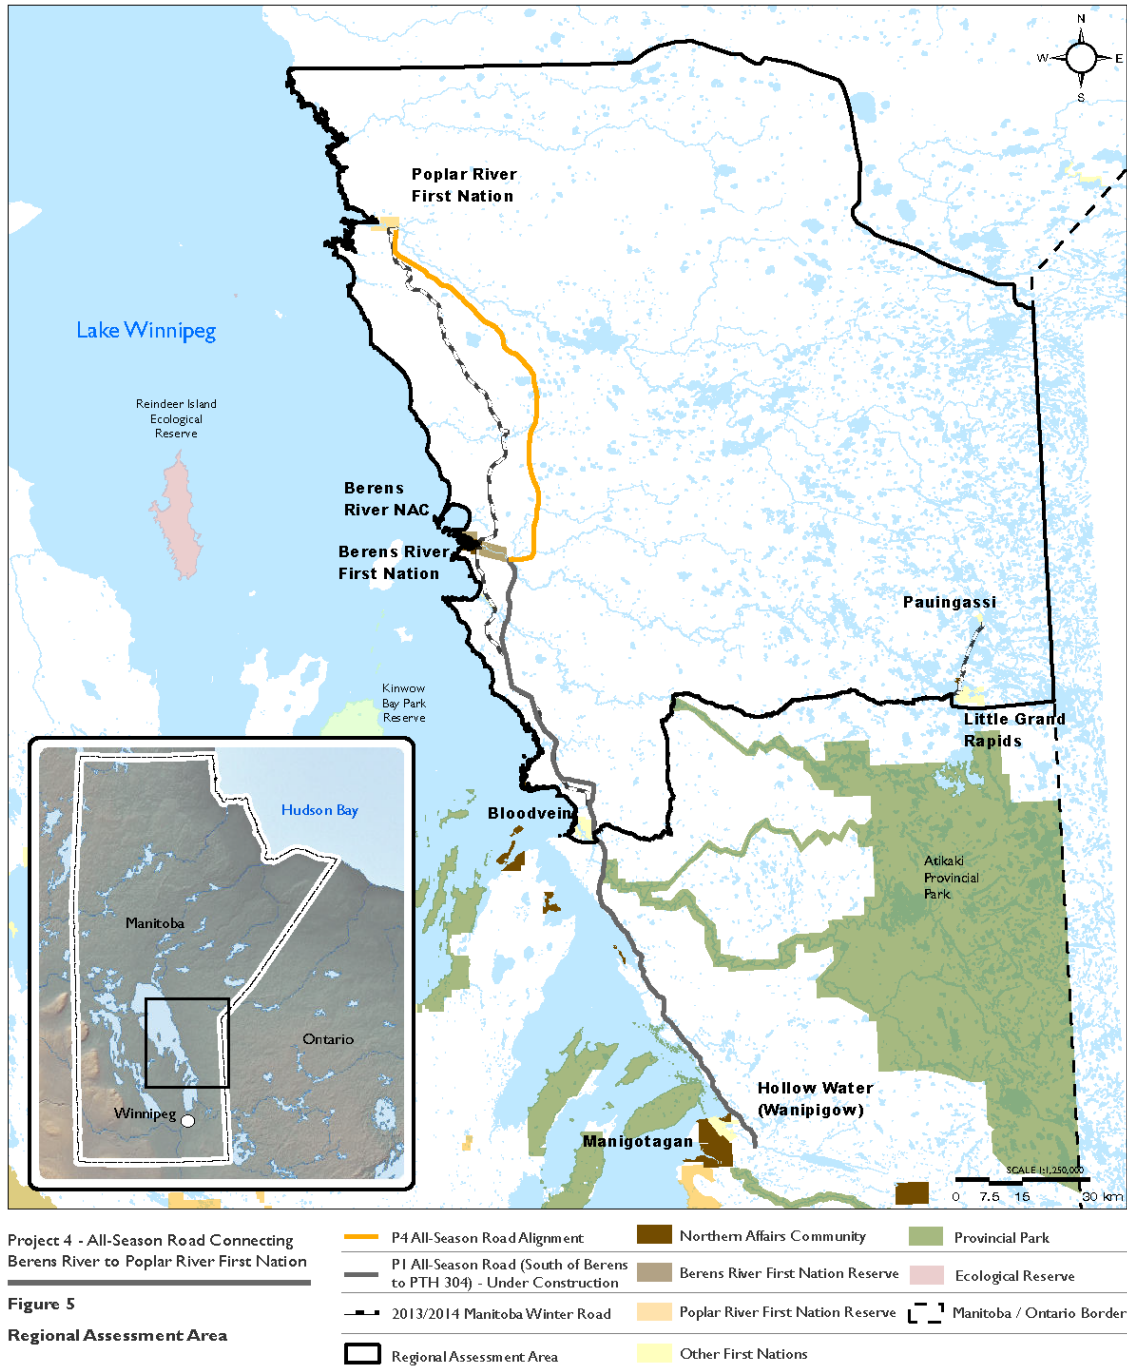 N
W
E
S
Poplar River
First Nation
Lake Winnipeg
Reindeer Island
Ecological
Reserve
Berens
River NAC
Berens River
First Nation
Pauingassi
Kinwow
Bay Park
Reserve
Little Grand
Rapids
Bloodvein
Hudson Bay
Manitoba
Ontario
Winnipeg
Atikaki
Provincial
Park
Hollow Water
(Wanipigow)
Manigotagan
SCALE 1:1,250,000
0 7.5 15 30 km
Project 4 - All-Season Road Connecting
Berens River to Poplar River First Nation
Figure 5
Regional Assessment Area
P4 All-Season Road Alignment
P1 All-Season Road (South of Berens
to PTH 304) - Under Construction
2013/2014 Manitoba Winter Road
Regional Assessment Area
Northern Affairs Community
Berens River First Nation Reserve
Poplar River First Nation Reserve
Other First Nations
Provincial Park
Ecological Reserve
Manitoba / Ontario Border